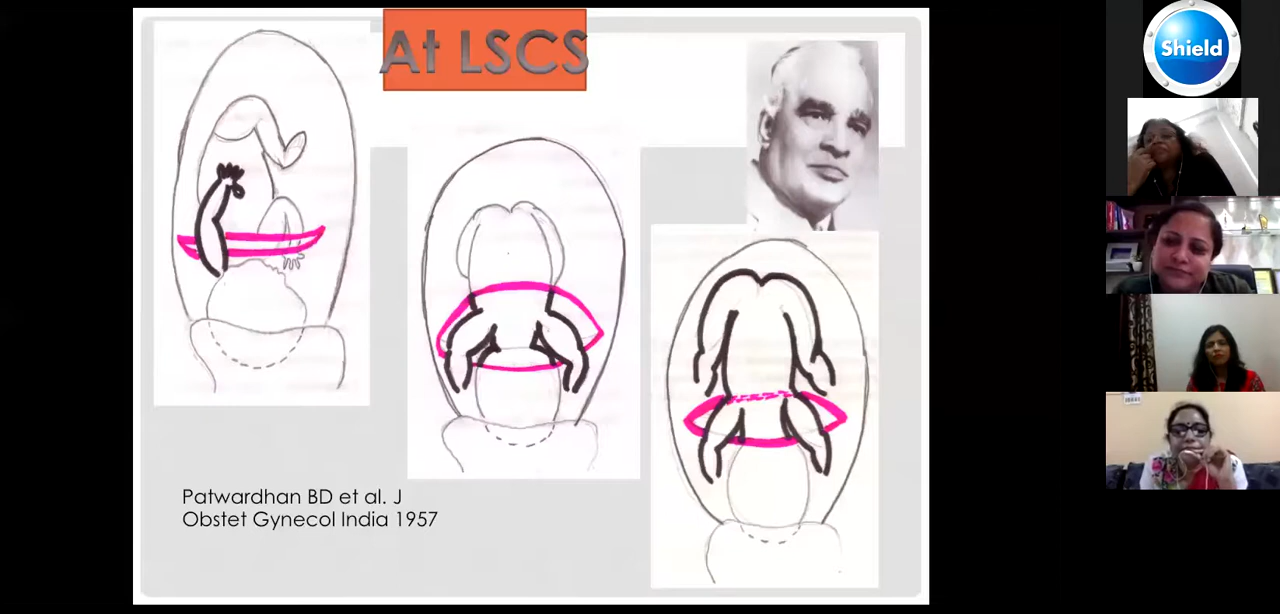 At LSCS
Shield
Patwardhan BD et al. J
Obstet Gynecol India 1957